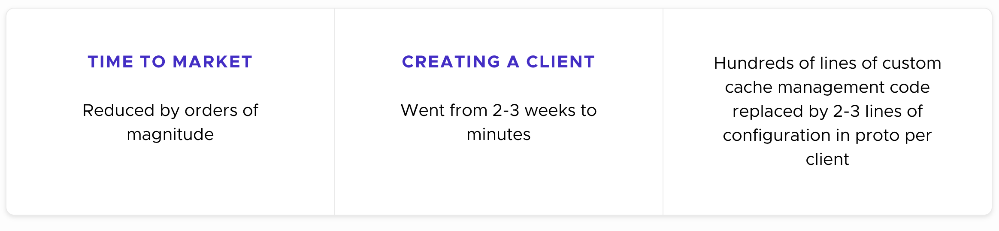 TIME TO MARKET
Reduced by orders of
magnitude
CREATING A CLIENT
Went from 2-3 weeks to
minutes
Hundreds of lines of custom
cache management code
replaced by 2-3 lines of
configuration in proto per
client